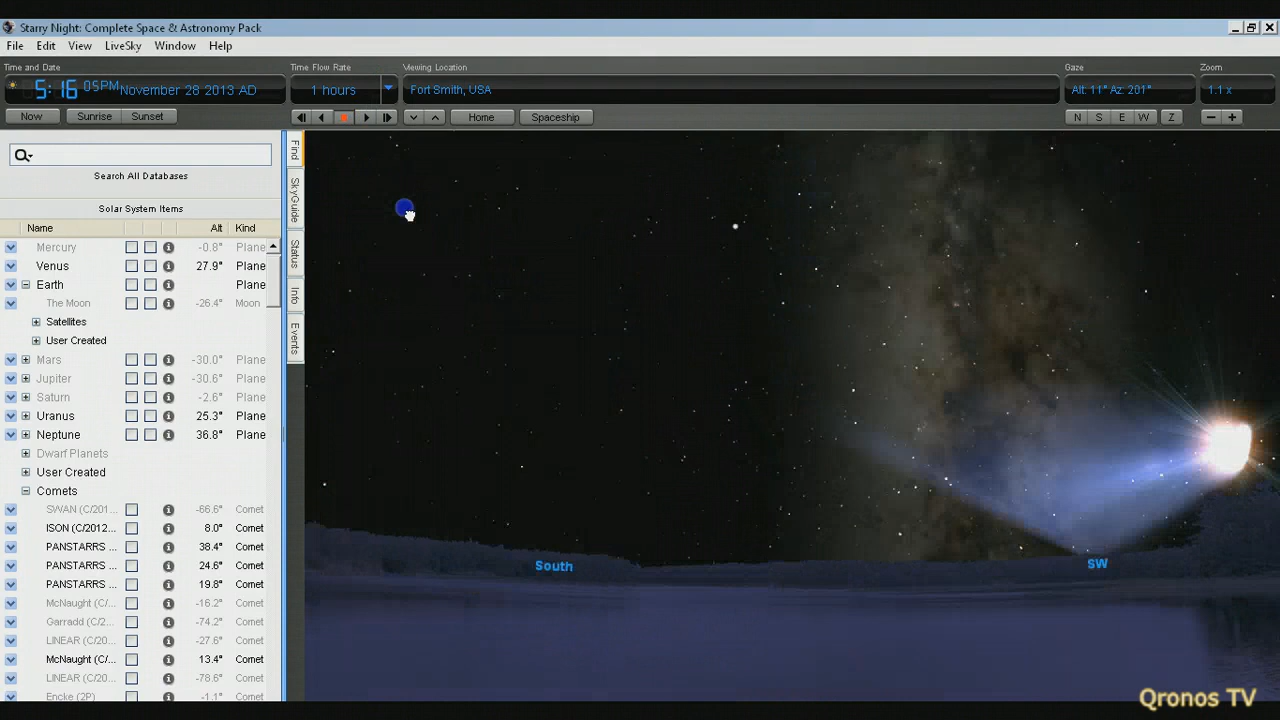 Starry Night: Complete Space & Astronomy Pack
File Edit View LiveSky Window Help
Time and Date Time Flow Rate Viewing Location Gaze Zoom
5:16 05PM November 28 2013 AD 1 hours Fort Smith, USA Alt: 11° Az: 201° 1.1 x
Now Sunrise Sunset Home Spaceship N S E W Z
Find
SkyGuide
Status
Info
Events
Search All Databases
Solar System Items
Name Alt Kind
Mercury -0.8° Plane
Venus 27.9° Plane
Earth Plane
The Moon -26.4° Moon
Satellites
User Created
Mars -30.0° Plane
Jupiter -30.6° Plane
Saturn -2.6° Plane
Uranus 25.3° Plane
Neptune 36.8° Plane
Dwarf Planets
User Created
Comets
SWAN (C/201... -66.6° Comet
ISON (C/2012... 8.0° Comet
PANSTARRS ... 38.4° Comet
PANSTARRS ... 24.6° Comet
PANSTARRS ... 19.8° Comet
McNaught (C/... -16.2° Comet
Garradd (C/2... -74.2° Comet
LINEAR (C/20... -27.6° Comet
McNaught (C/... 13.4° Comet
LINEAR (C/20... -78.6° Comet
Encke (2P) -1.1° Comet
South
SW
Qronos TV